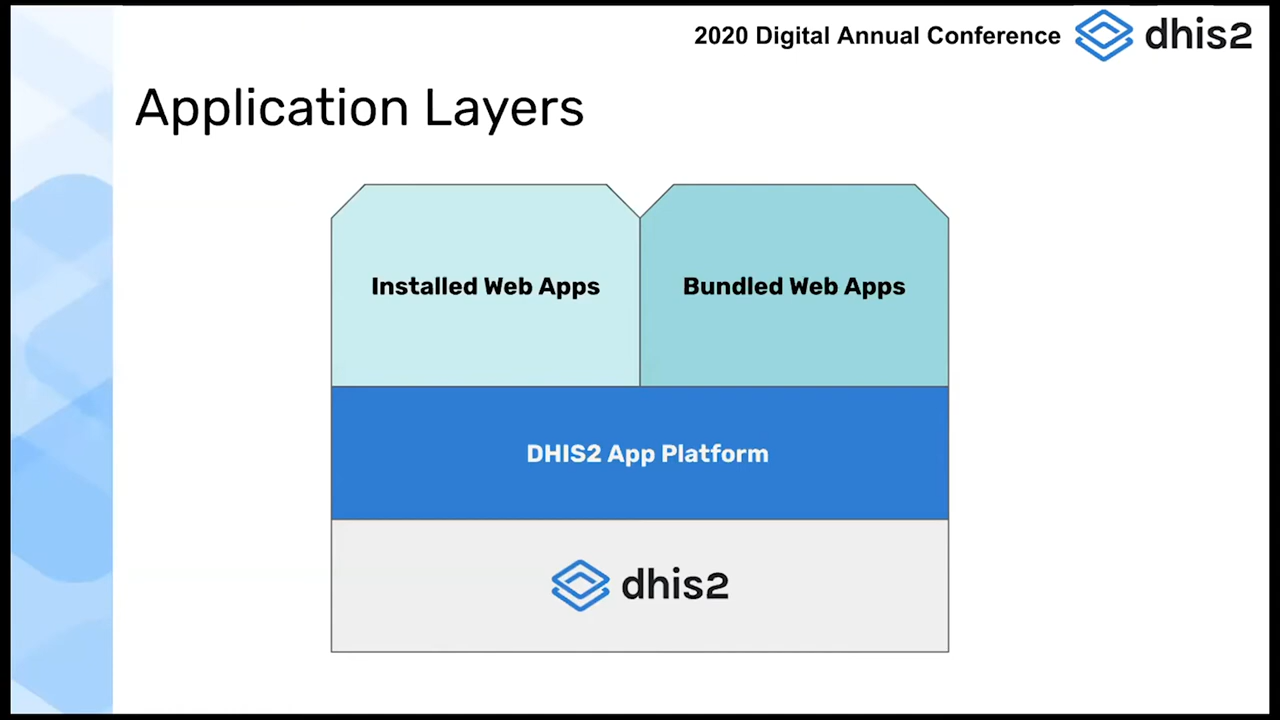 2020 Digital Annual Conference dhis2
Application Layers
Installed Web Apps
Bundled Web Apps
DHIS2 App Platform
dhis2